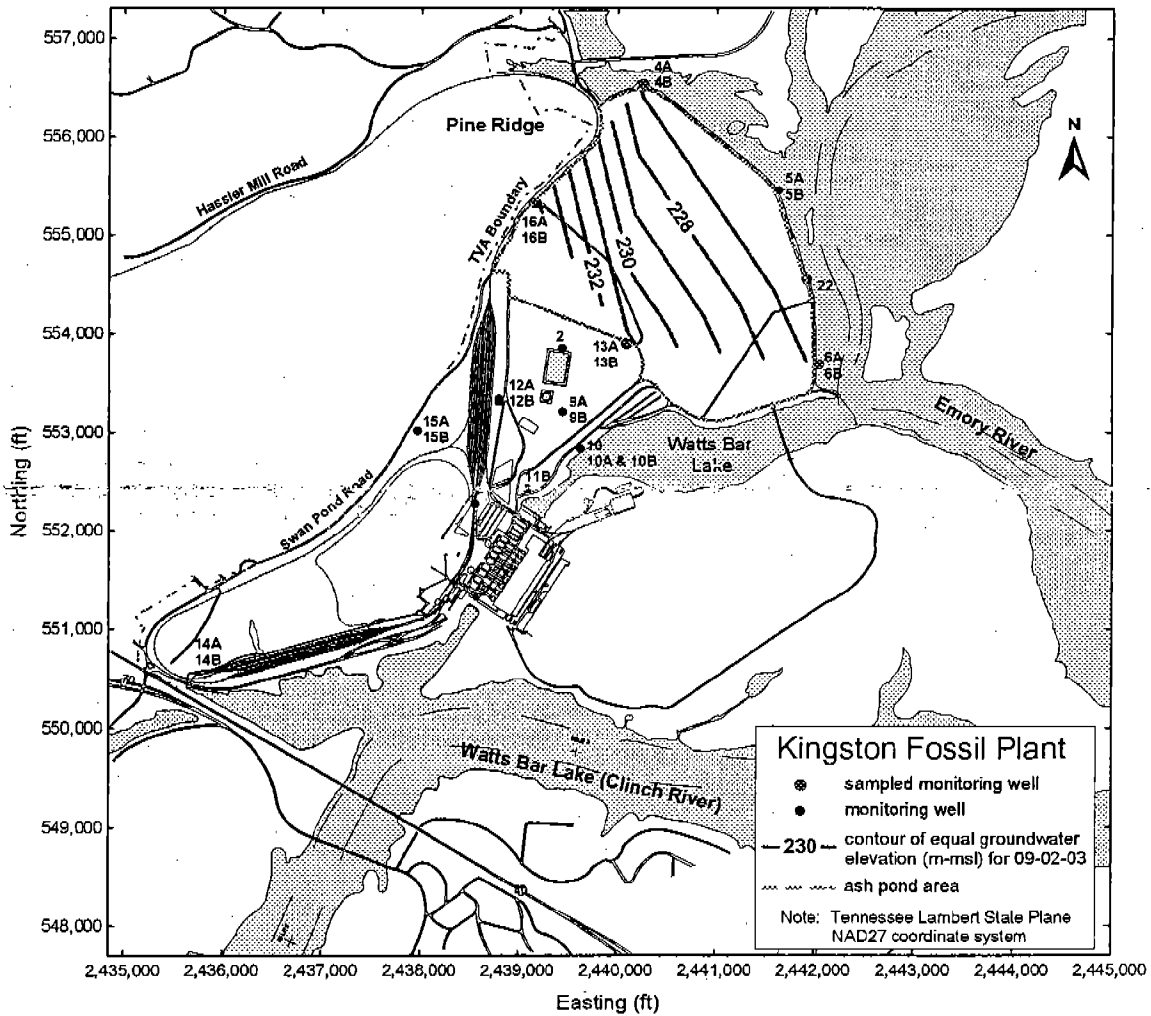 557,000
556,000
555,000
554,000
553,000
552,000
551,000
550,000
549,000
548,000
Northing (ft)
4A
4B
Pine Ridge
N
Hassler Mill Road
5A
5B
TVA Boundary
16A
16B
228
230
232
22
2
13A
13B
6A
6B
12A
12B
9A
9B
15A
15B
Emory River
10
10A & 10B
Watts Bar
Lake
11B
Swan Pond Road
14A
14B
70
Watts Bar Lake (Clinch River)
Kingston Fossil Plant
sampled monitoring well
monitoring well
230 contour of equal groundwater
elevation (m-msl) for 09-02-03
ash pond area
Note: Tennessee Lambert State Plane
NAD27 coordinate system
2,435,000 2,436,000 2,437,000 2,438,000 2,439,000 2,440,000 2,441,000 2,442,000 2,443,000 2,444,000 2,445,000
Easting (ft)